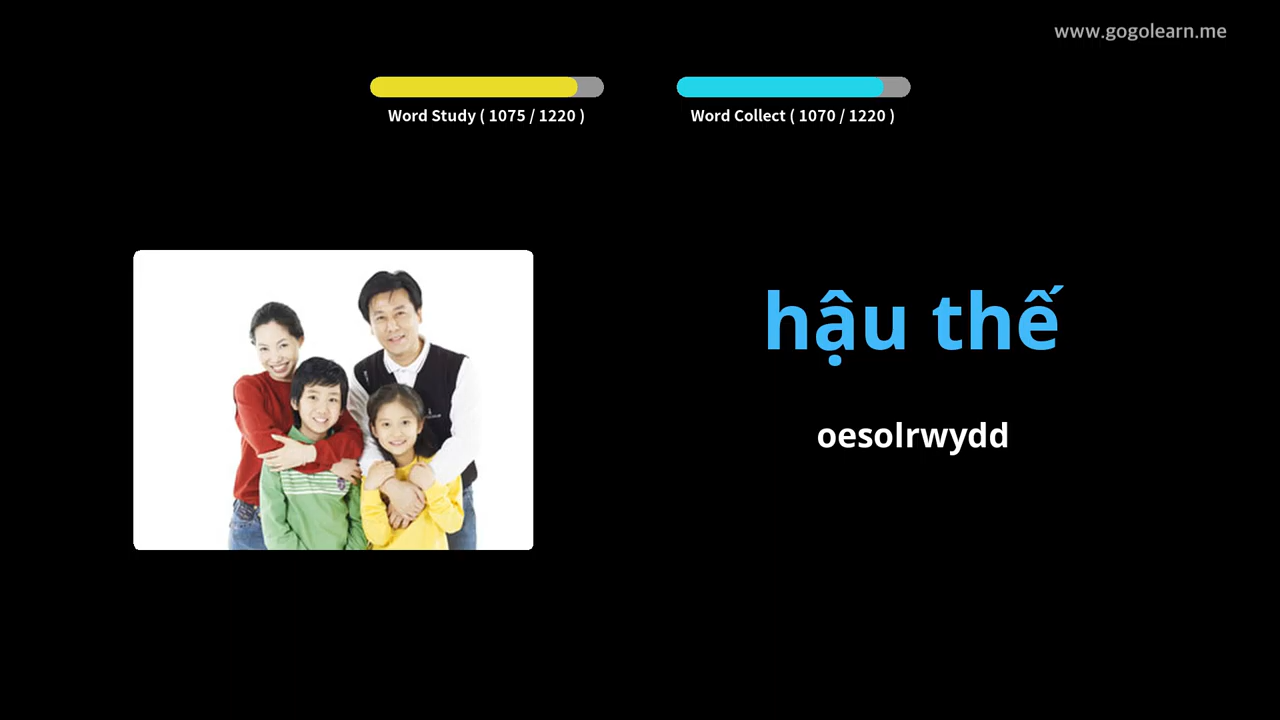 www.gogolearn.me
Word Study ( 1075 / 1220 )
Word Collect ( 1070 / 1220 )
hậu thế
oesolrwydd